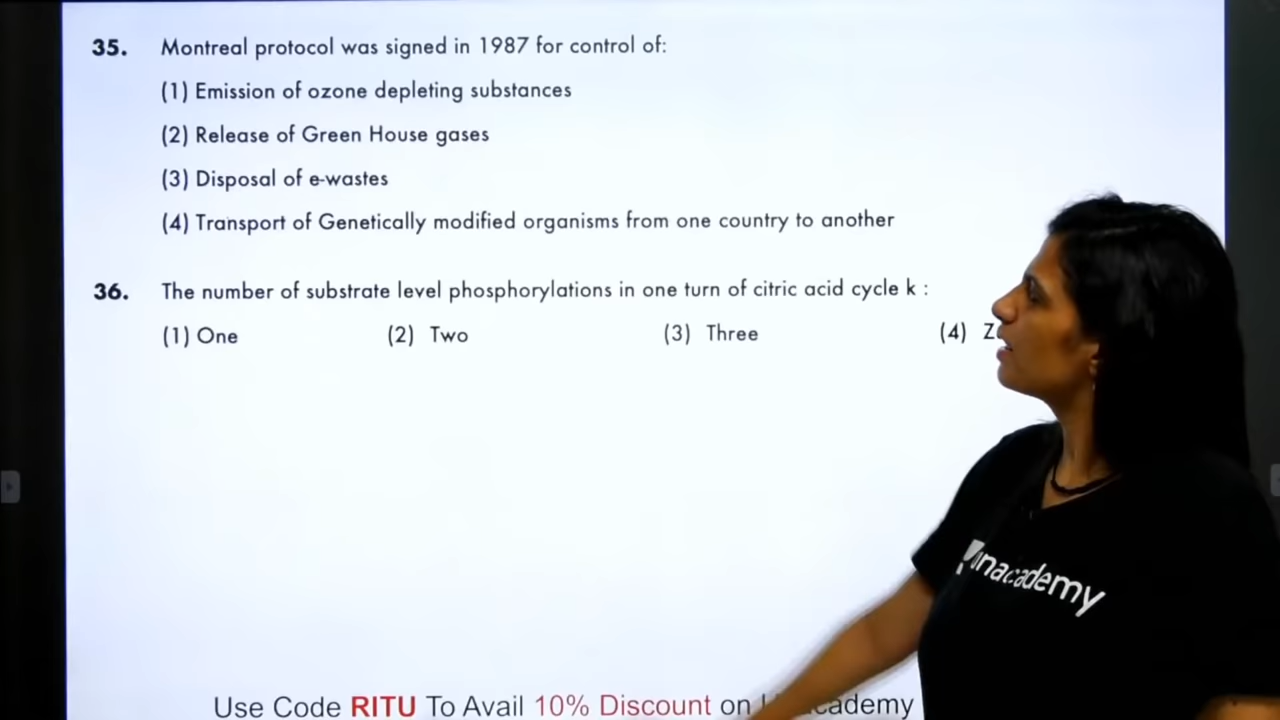 35. Montreal protocol was signed in 1987 for control of:
(1) Emission of ozone depleting substances
(2) Release of Green House gases
(3) Disposal of e-wastes
(4) Transport of Genetically modified organisms from one country to another
36. The number of substrate level phosphorylations in one turn of citric acid cycle k :
(1) One (2) Two (3) Three (4)
unacademy
Use Code RITU To Avail 10% Discount on